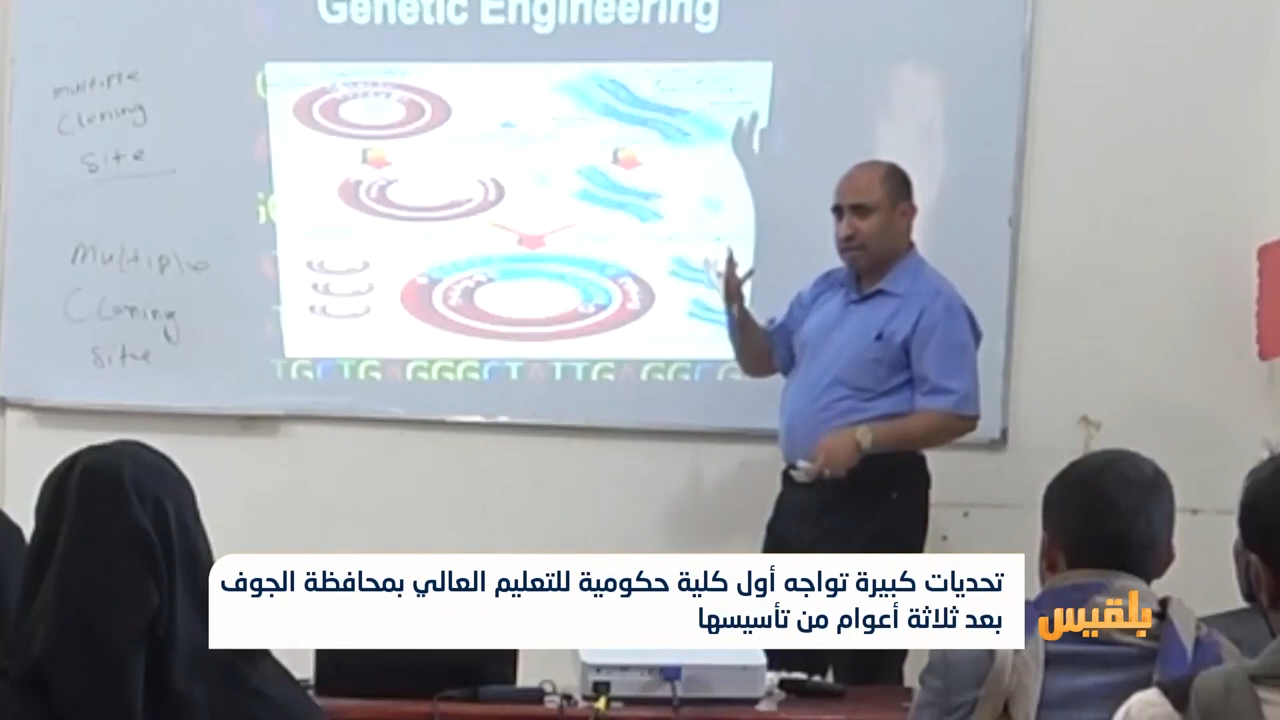 Genetic Engineering
multiple
Cloning
Site
Multiple
Cloning
Site
TGCTGAGGGCTATTGAGGCG
تحديات كبيرة تواجه أول كلية حكومية للتعليم العالي بمحافظة الجوف
بعد ثلاثة أعوام من تأسيسها
بلقيس